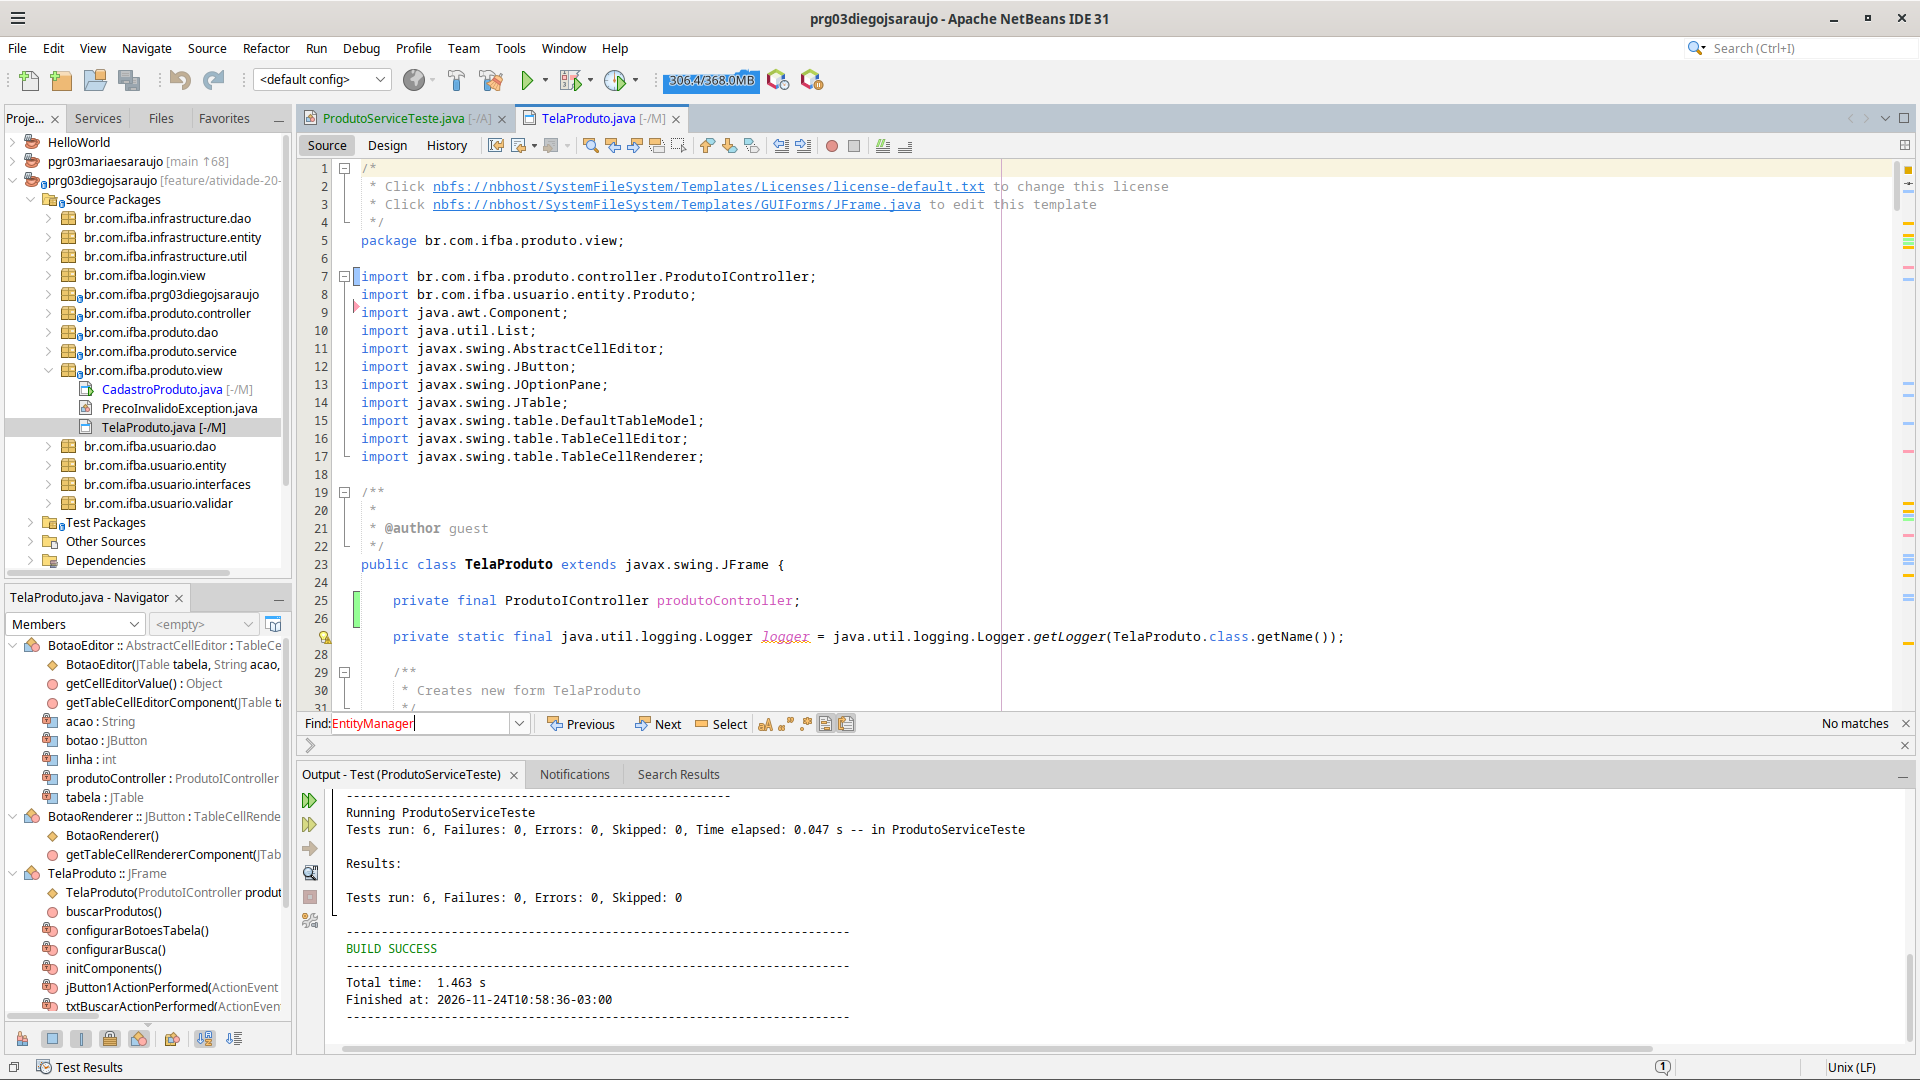 prg03diegojsaraujo - Apache NetBeans IDE 31
File Edit View Navigate Source Refactor Run Debug Profile Team Tools Window Help
Search (Ctrl+I)
<default config>
306.4/368.0MB
Proje... Services Files Favorites
HelloWorld
pgr03mariaesaraujo [main ↑68]
prg03diegojsaraujo [feature/atividade-20-
Source Packages
br.com.ifba.infrastructure.dao
br.com.ifba.infrastructure.entity
br.com.ifba.infrastructure.util
br.com.ifba.login.view
br.com.ifba.prg03diegojsaraujo
br.com.ifba.produto.controller
br.com.ifba.produto.dao
br.com.ifba.produto.service
br.com.ifba.produto.view
CadastroProduto.java [-/M]
PrecoInvalidoException.java
TelaProduto.java [-/M]
br.com.ifba.usuario.dao
br.com.ifba.usuario.entity
br.com.ifba.usuario.interfaces
br.com.ifba.usuario.validar
Test Packages
Other Sources
Dependencies
TelaProduto.java - Navigator
Members
<empty>
BotaoEditor :: AbstractCellEditor : TableCe
BotaoEditor(JTable tabela, String acao,
getCellEditorValue() : Object
getTableCellEditorComponent(JTable ta
acao : String
botao : JButton
linha : int
produtoController : ProdutoIController
tabela : JTable
BotaoRenderer :: JButton : TableCellRende
BotaoRenderer()
getTableCellRendererComponent(JTab
TelaProduto :: JFrame
TelaProduto(ProdutoIController produt
buscarProdutos()
configurarBotoesTabela()
configurarBusca()
initComponents()
jButton1ActionPerformed(ActionEvent
txtBuscarActionPerformed(ActionEven
ProdutoServiceTeste.java [-/A]
TelaProduto.java [-/M]
Source Design History
1 /*
2 * Click nbfs://nbhost/SystemFileSystem/Templates/Licenses/license-default.txt to change this license
3 * Click nbfs://nbhost/SystemFileSystem/Templates/GUIForms/JFrame.java to edit this template
4 */
5 package br.com.ifba.produto.view;
6
7 import br.com.ifba.produto.controller.ProdutoIController;
8 import br.com.ifba.usuario.entity.Produto;
9 import java.awt.Component;
10 import java.util.List;
11 import javax.swing.AbstractCellEditor;
12 import javax.swing.JButton;
13 import javax.swing.JOptionPane;
14 import javax.swing.JTable;
15 import javax.swing.table.DefaultTableModel;
16 import javax.swing.table.TableCellEditor;
17 import javax.swing.table.TableCellRenderer;
18
19 /**
20 *
21 * @author guest
22 */
23 public class TelaProduto extends javax.swing.JFrame {
24
25 private final ProdutoIController produtoController;
26
private static final java.util.logging.Logger logger = java.util.logging.Logger.getLogger(TelaProduto.class.getName());
28
29 /**
30 * Creates new form TelaProduto
31 */
Find: EntityManager
Previous Next Select
No matches
Output - Test (ProdutoServiceTeste) Notifications Search Results
-------------------------------------------------------
Running ProdutoServiceTeste
Tests run: 6, Failures: 0, Errors: 0, Skipped: 0, Time elapsed: 0.047 s -- in ProdutoServiceTeste
Results:
Tests run: 6, Failures: 0, Errors: 0, Skipped: 0
------------------------------------------------------------------------
BUILD SUCCESS
------------------------------------------------------------------------
Total time:  1.463 s
Finished at: 2026-11-24T10:58:36-03:00
------------------------------------------------------------------------
Test Results
1
Unix (LF)